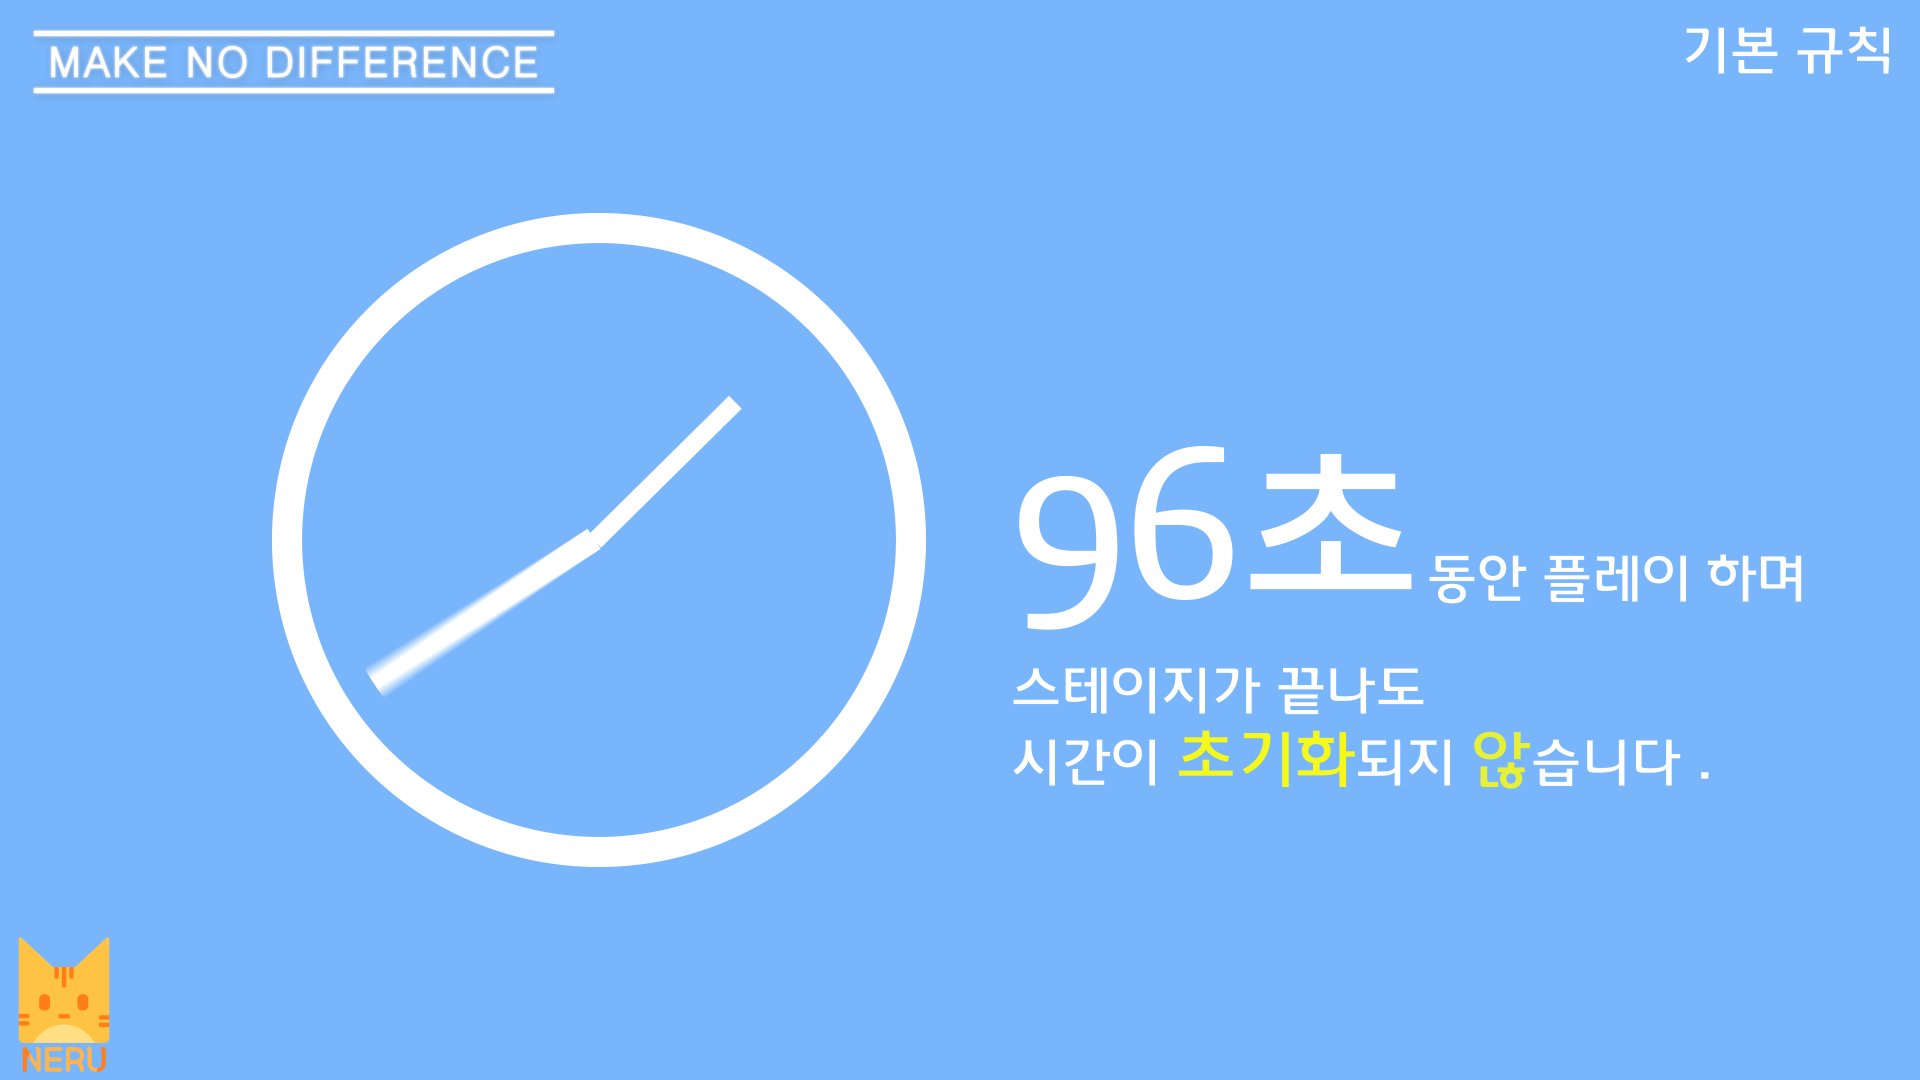 MAKE NO DIFFERENCE
기본 규칙
96초 동안 플레이 하며
스테이지가 끝나도
시간이 초기화되지 않습니다 .
NERU